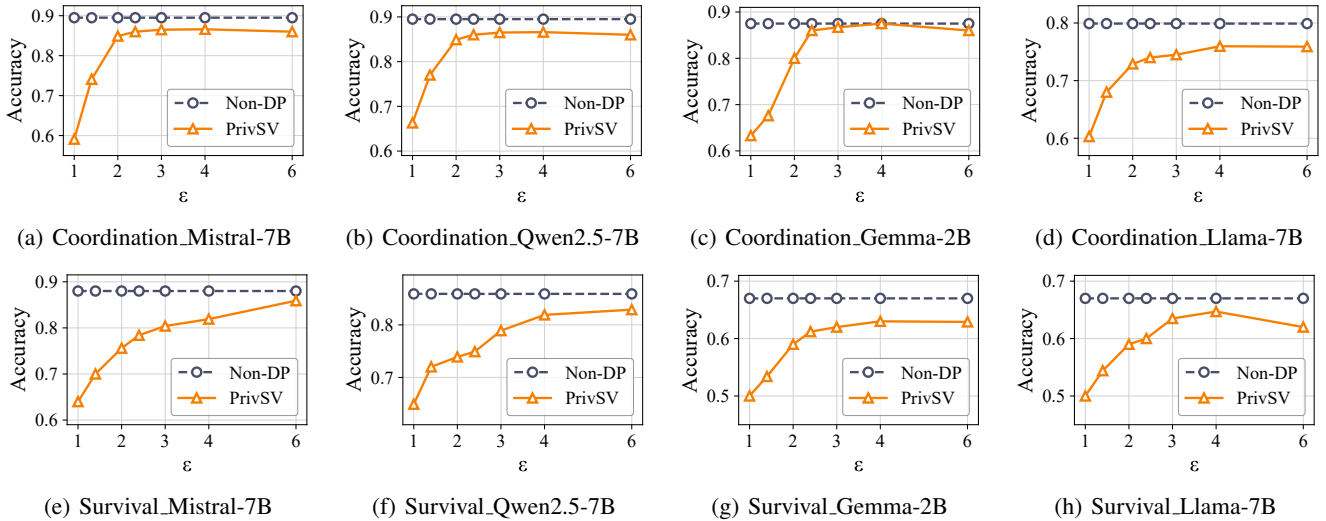 0.9
0.8
0.7
0.6
Accuracy
Non-DP
PrivSV
1 2 3 4 6
ε
(a) Coordination_Mistral-7B
0.9
0.8
0.7
0.6
Accuracy
Non-DP
PrivSV
1 2 3 4 6
ε
(b) Coordination_Qwen2.5-7B
0.9
0.8
0.7
0.6
Accuracy
Non-DP
PrivSV
1 2 3 4 6
ε
(c) Coordination_Gemma-2B
0.8
0.7
0.6
Accuracy
Non-DP
PrivSV
1 2 3 4 6
ε
(d) Coordination_Llama-7B
0.9
0.8
0.7
0.6
Accuracy
Non-DP
PrivSV
1 2 3 4 6
ε
(e) Survival_Mistral-7B
0.8
0.7
Accuracy
Non-DP
PrivSV
1 2 3 4 6
ε
(f) Survival_Qwen2.5-7B
0.7
0.6
0.5
Accuracy
Non-DP
PrivSV
1 2 3 4 6
ε
(g) Survival_Gemma-2B
0.7
0.6
0.5
Accuracy
Non-DP
PrivSV
1 2 3 4 6
ε
(h) Survival_Llama-7B